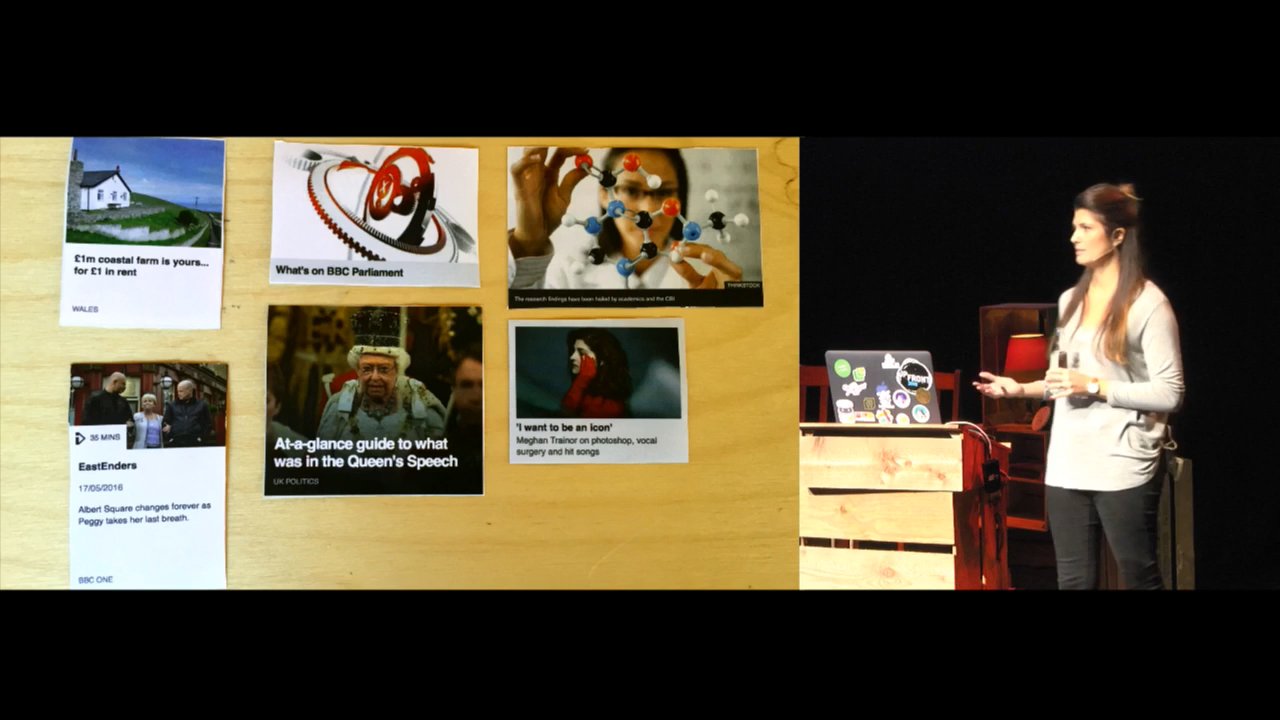 £1m coastal farm is yours...
for £1 in rent
WALES
What's on BBC Parliament
THINKSTOCK
The research findings have been hailed by academics and the CBI
35 MINS
EastEnders
17/05/2016
Albert Square changes forever as
Peggy takes her last breath.
BBC ONE
At-a-glance guide to what
was in the Queen's Speech
UK POLITICS
'I want to be an icon'
Meghan Trainor on photoshop, vocal
surgery and hit songs
FRONT